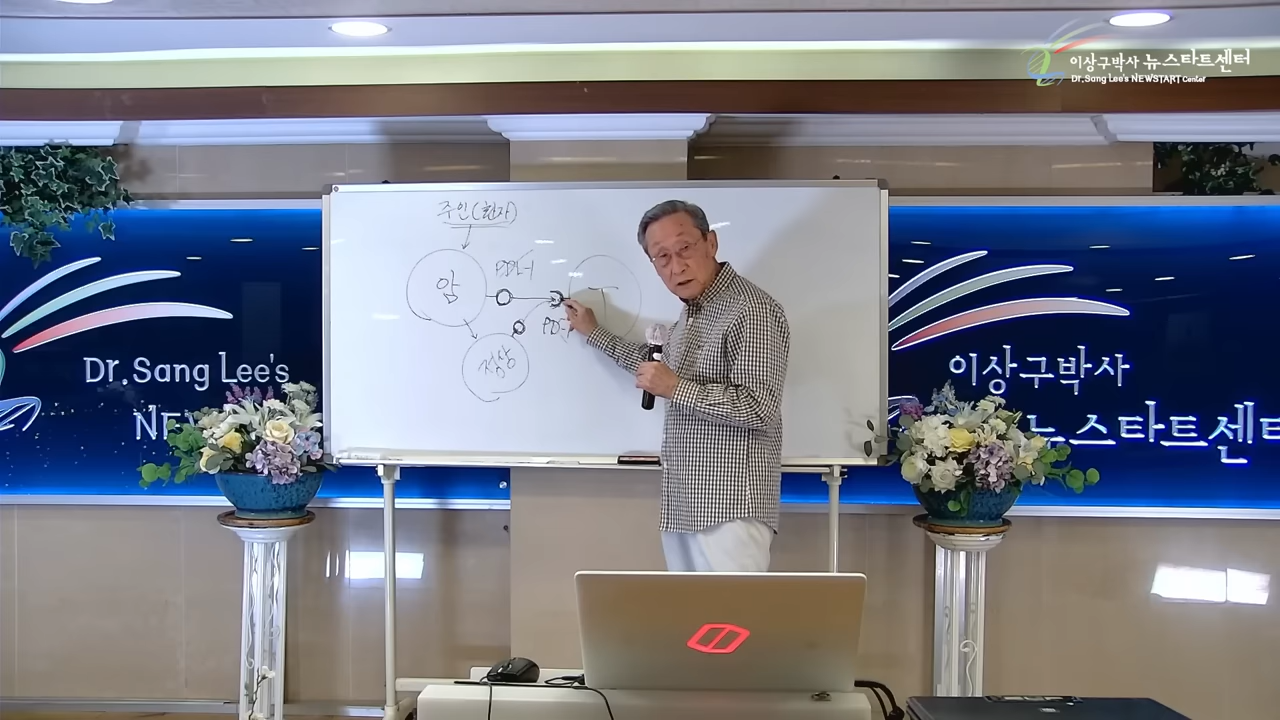 이상구박사 뉴스타트센터
Dr.Sang Lee's NEWSTART Center
주인(환자)
암
PDL-1
T
PD-1
정상
Dr.Sang Lee's
이상구박사
뉴스타트센터